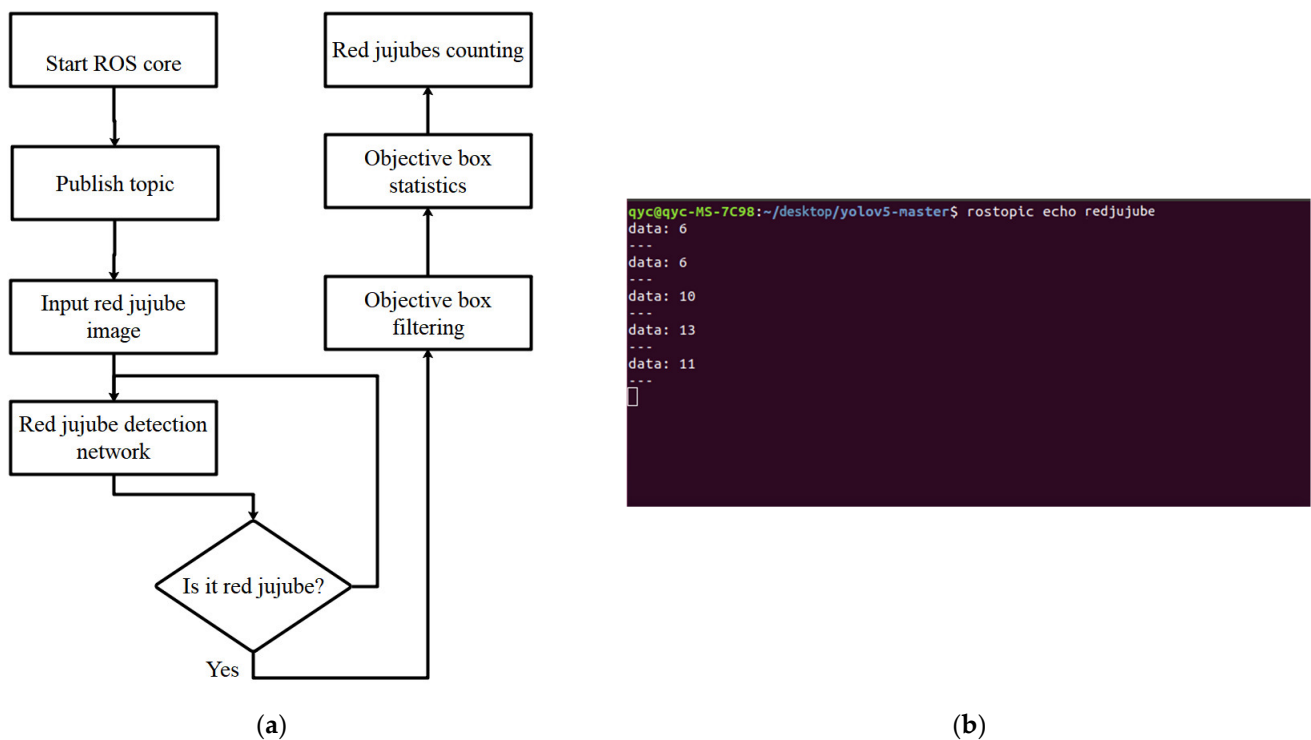 Start ROS core
Publish topic
Input red jujube
image
Red jujube detection
network
Is it red jujube?
Yes
Objective box
filtering
Objective box
statistics
Red jujubes counting
(a)
qyc@qyc-MS-7C98:~/desktop/yolov5-master$ rostopic echo redjujube
data: 6
---
data: 6
---
data: 10
---
data: 13
---
data: 11
---
(b)